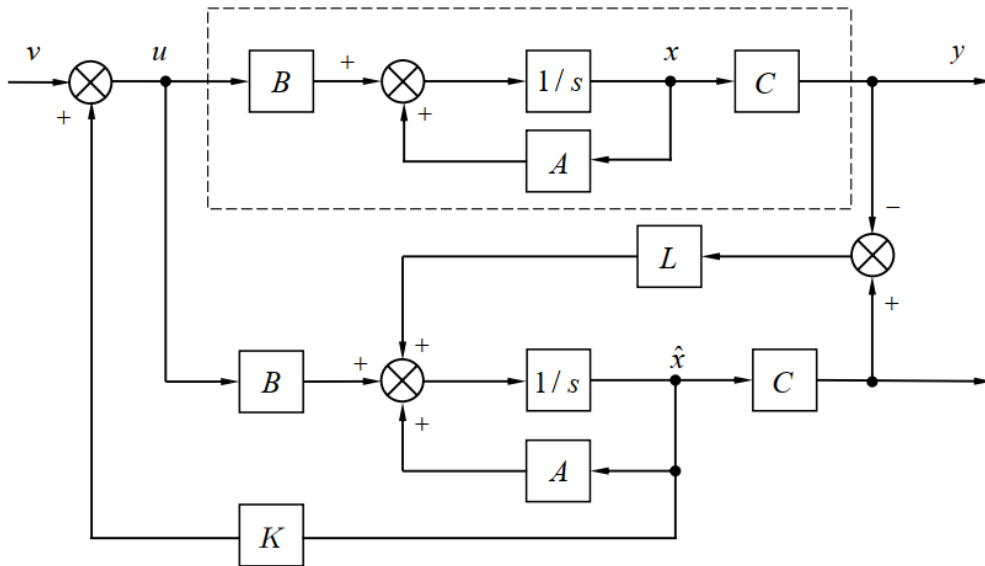 v u x y
B + 1/s C
+ +
A
−
L
+
+
B + 1/s x̂ C
+
A
K